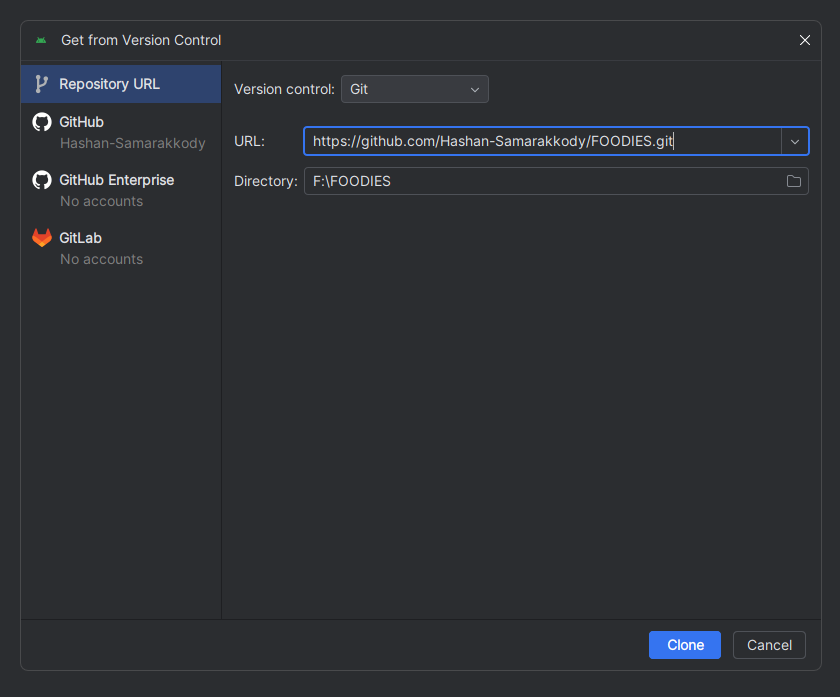 Get from Version Control
Repository URL
GitHub
Hashan-Samarakkody
GitHub Enterprise
No accounts
GitLab
No accounts
Version control: Git
URL: https://github.com/Hashan-Samarakkody/FOODIES.git
Directory: F:\FOODIES
Clone Cancel